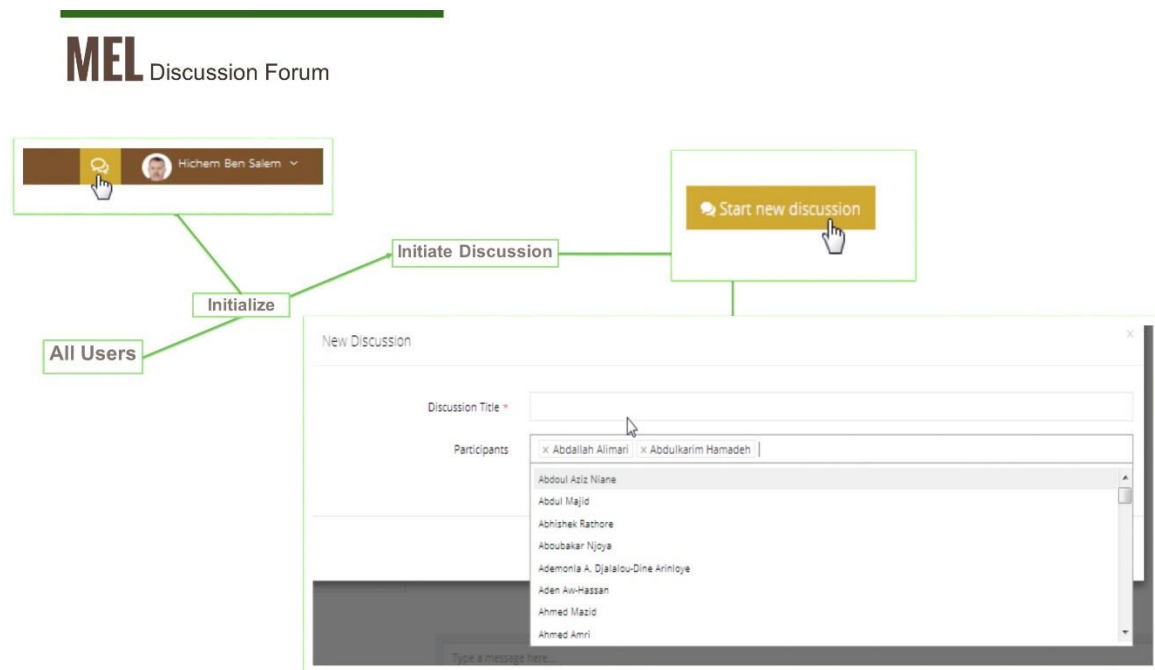 MEL Discussion Forum
Hichem Ben Salem
Start new discussion
Initiate Discussion
Initialize
All Users
New Discussion
x
Discussion Title *
Participants
× Abdallah Alimari × Abdulkarim Hamadeh
Abdoul Aziz Niane
Abdul Majid
Abhishek Rathore
Aboubakar Njoya
Ademonla A. Djalalou-Dine Arinloye
Aden Aw-Hassan
Ahmed Mazid
Ahmed Amri
Type a message here...